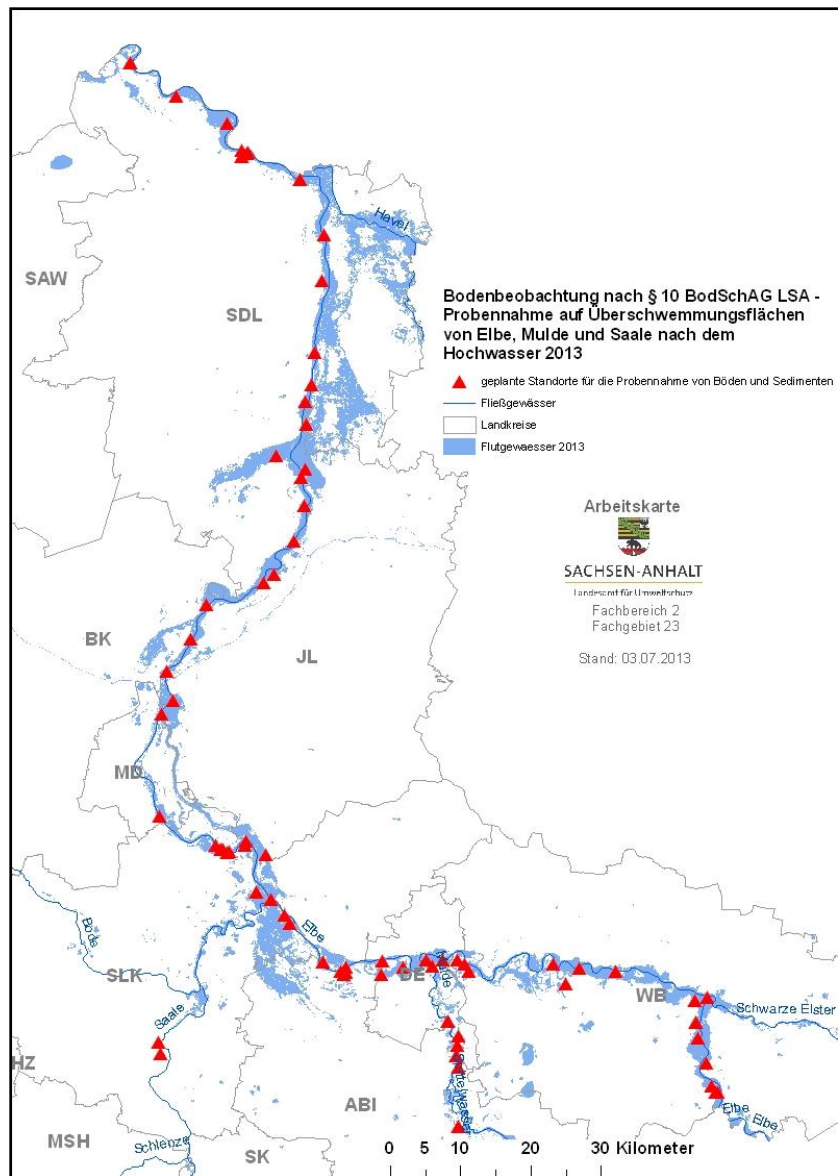 Havel
SAW
SDL
Bodenbeobachtung nach § 10 BodSchAG LSA -
Probennahme auf Überschwemmungsflächen
von Elbe, Mulde und Saale nach dem
Hochwasser 2013
geplante Standorte für die Probennahme von Böden und Sedimenten
Fließgewässer
Landkreise
Flutgewaesser 2013
Arbeitskarte
SACHSEN-ANHALT
Landesamt für Umweltschutz
Fachbereich 2
Fachgebiet 23
Stand: 03.07.2013
BK
JL
MD
Bode
Elbe
SLK
DE
WB
Schwarze Elster
Saale
HZ
ABI
Elbe
Elbe
MSH
Schlenze
SK
0 5 10 20 30 Kilometer